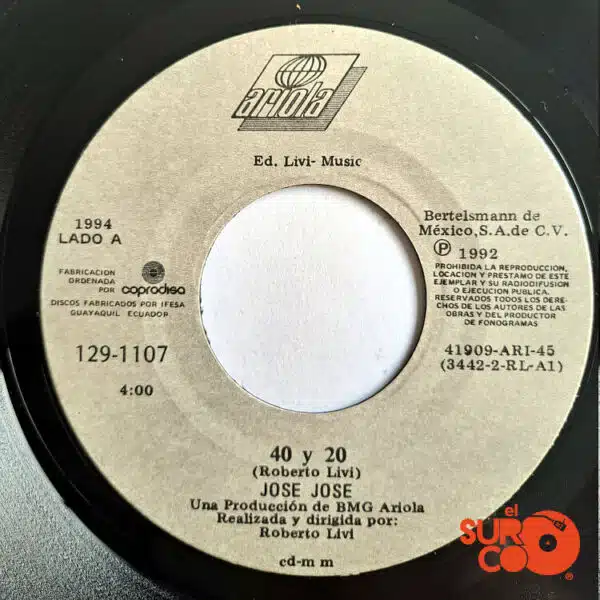 ariola
Ed. Livi- Music
1994
LADO A
FABRICACION
ORDENADA
POR coprodisa
DISCOS FABRICADOS POR IFESA
GUAYAQUIL ECUADOR
129-1107
4:00
Bertelsmann de
México,S.A.de C.V.
Ⓟ 1992
PROHIBIDA LA REPRODUCCION,
LOCACION Y PRESTAMO DE ESTE
EJEMPLAR Y SU RADIODIFUSION
O EJECUCION PUBLICA.
RESERVADOS TODOS LOS DERE-
CHOS DE LOS AUTORES DE LAS
OBRAS Y DEL PRODUCTOR
DE FONOGRAMAS
41909-ARI-45
(3442-2-RL-A1)
40 y 20
(Roberto Livi)
JOSE JOSE
Una Producción de BMG Ariola
Realizada y dirigida por:
Roberto Livi
cd-m m
el
SUR
CO
®